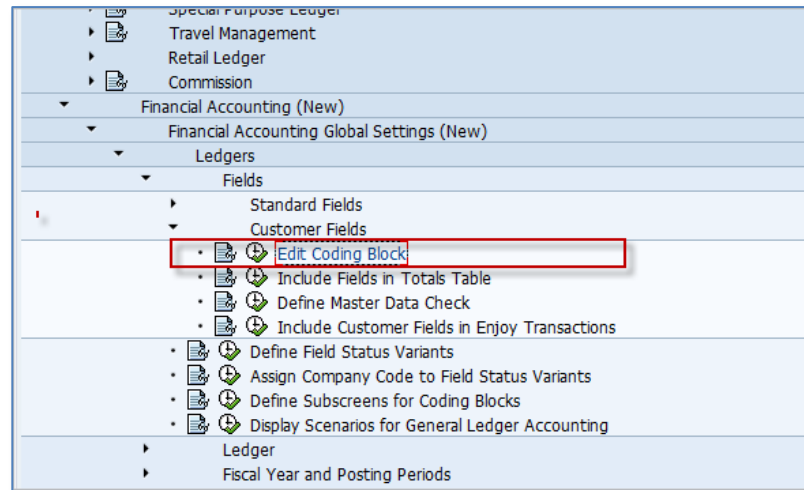 Special Purpose Ledger
Travel Management
Retail Ledger
Commission
Financial Accounting (New)
Financial Accounting Global Settings (New)
Ledgers
Fields
Standard Fields
Customer Fields
Edit Coding Block
Include Fields in Totals Table
Define Master Data Check
Include Customer Fields in Enjoy Transactions
Define Field Status Variants
Assign Company Code to Field Status Variants
Define Subscreens for Coding Blocks
Display Scenarios for General Ledger Accounting
Ledger
Fiscal Year and Posting Periods